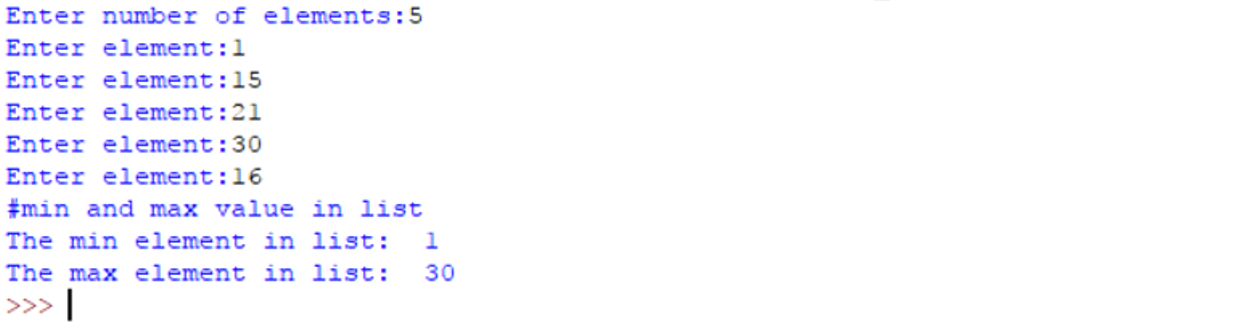 Enter number of elements:5
Enter element:1
Enter element:15
Enter element:21
Enter element:30
Enter element:16
#min and max value in list
The min element in list:  1
The max element in list:  30
>>>